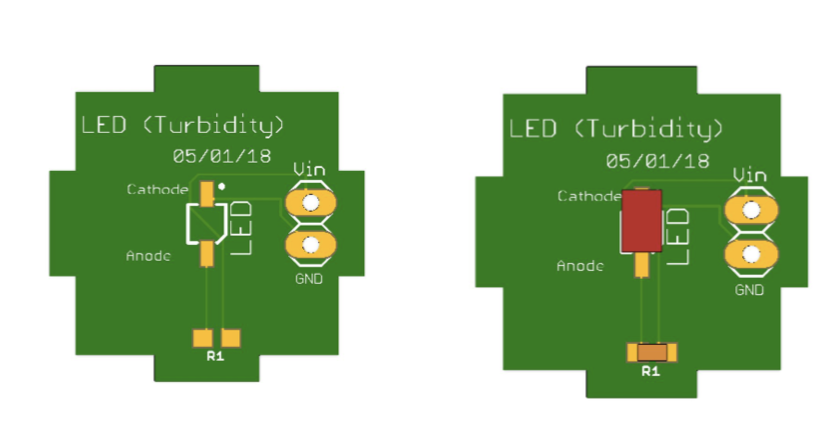 LED (Turbidity)
05/01/18
Vin
Cathode
LED
Anode
GND
R1
LED (Turbidity)
05/01/18
Vin
Cathode
LED
Anode
GND
R1